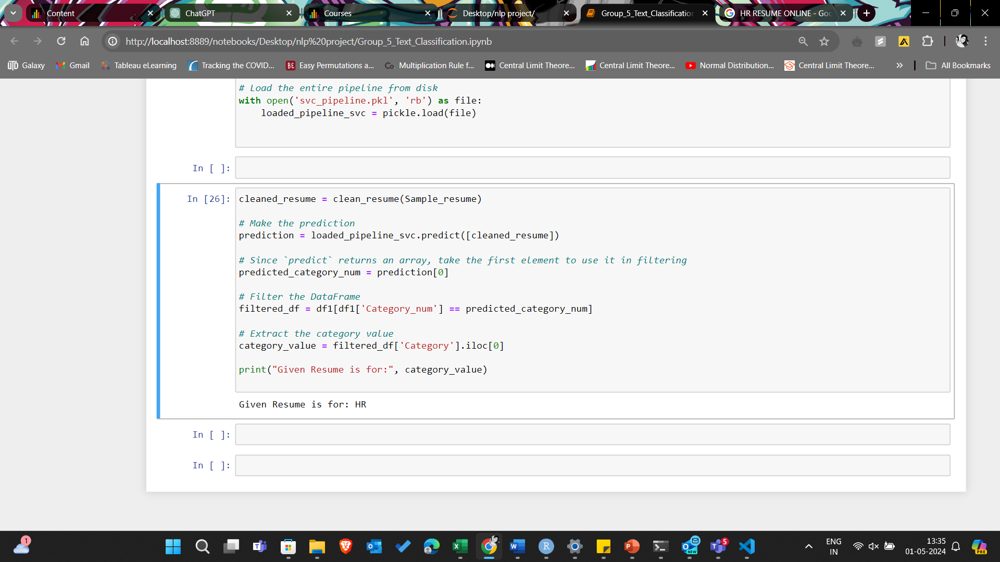 Content
ChatGPT
Courses
Desktop/nlp project/
Group_5_Text_Classification
HR RESUME ONLINE - Goo
http://localhost:8889/notebooks/Desktop/nlp%20project/Group_5_Text_Classification.ipynb
Galaxy
Gmail
Tableau eLearning
Tracking the COVID...
Easy Permutations a...
Multiplication Rule f...
Central Limit Theore...
Central Limit Theore...
Normal Distribution...
Central Limit Theore...
All Bookmarks
# Load the entire pipeline from disk
with open('svc_pipeline.pkl', 'rb') as file:
    loaded_pipeline_svc = pickle.load(file)
In [ ]:
In [26]:
cleaned_resume = clean_resume(Sample_resume)
# Make the prediction
prediction = loaded_pipeline_svc.predict([cleaned_resume])
# Since `predict` returns an array, take the first element to use it in filtering
predicted_category_num = prediction[0]
# Filter the DataFrame
filtered_df = df1[df1['Category_num'] == predicted_category_num]
# Extract the category value
category_value = filtered_df['Category'].iloc[0]
print("Given Resume is for:", category_value)
Given Resume is for: HR
In [ ]:
In [ ]:
1
5
ENG
IN
13:35
01-05-2024